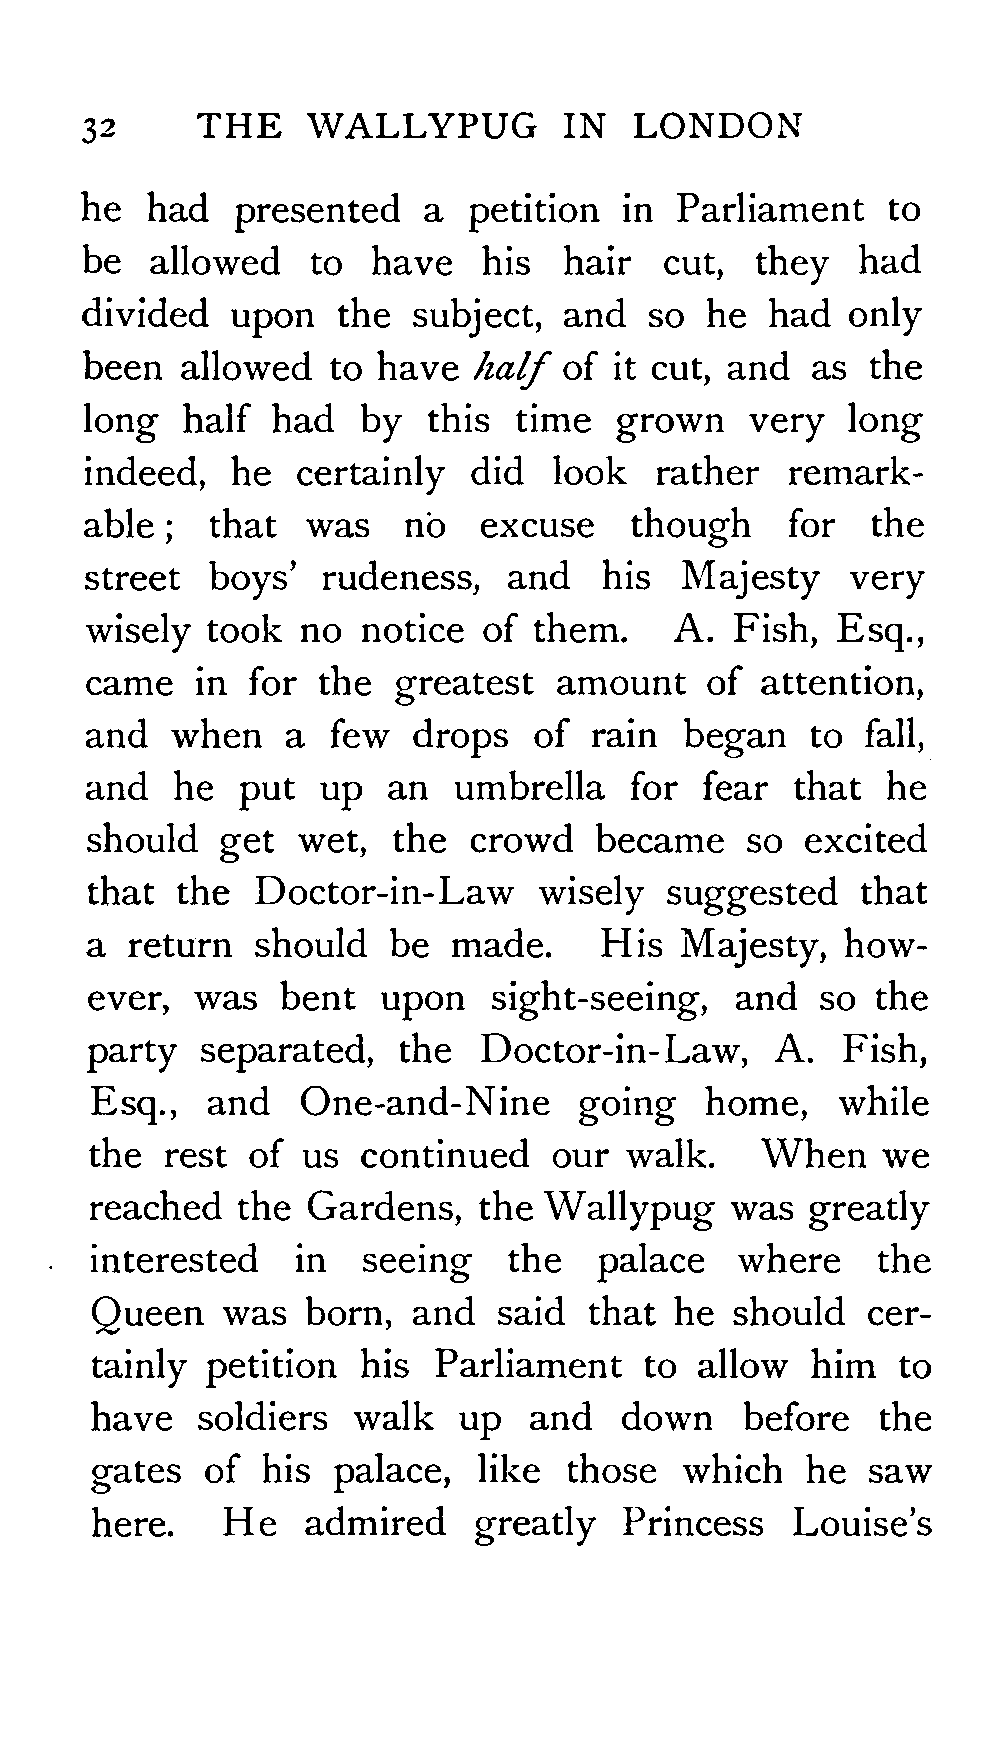 32 THE WALLYPUG IN LONDON
he had presented a petition in Parliament to
be allowed to have his hair cut, they had
divided upon the subject, and so he had only
been allowed to have half of it cut, and as the
long half had by this time grown very long
indeed, he certainly did look rather remark-
able ; that was no excuse though for the
street boys' rudeness, and his Majesty very
wisely took no notice of them. A. Fish, Esq.,
came in for the greatest amount of attention,
and when a few drops of rain began to fall,
and he put up an umbrella for fear that he
should get wet, the crowd became so excited
that the Doctor-in-Law wisely suggested that
a return should be made. His Majesty, how-
ever, was bent upon sight-seeing, and so the
party separated, the Doctor-in-Law, A. Fish,
Esq., and One-and-Nine going home, while
the rest of us continued our walk. When we
reached the Gardens, the Wallypug was greatly
interested in seeing the palace where the
Queen was born, and said that he should cer-
tainly petition his Parliament to allow him to
have soldiers walk up and down before the
gates of his palace, like those which he saw
here. He admired greatly Princess Louise's